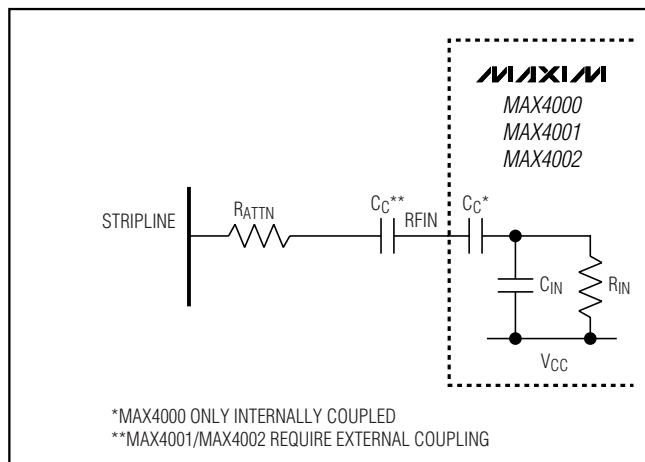 MAXIM
MAX4000
MAX4001
MAX4002
STRIPLINE
RATTN
CC**
RFIN
CC*
CIN
RIN
VCC
*MAX4000 ONLY INTERNALLY COUPLED
**MAX4001/MAX4002 REQUIRE EXTERNAL COUPLING